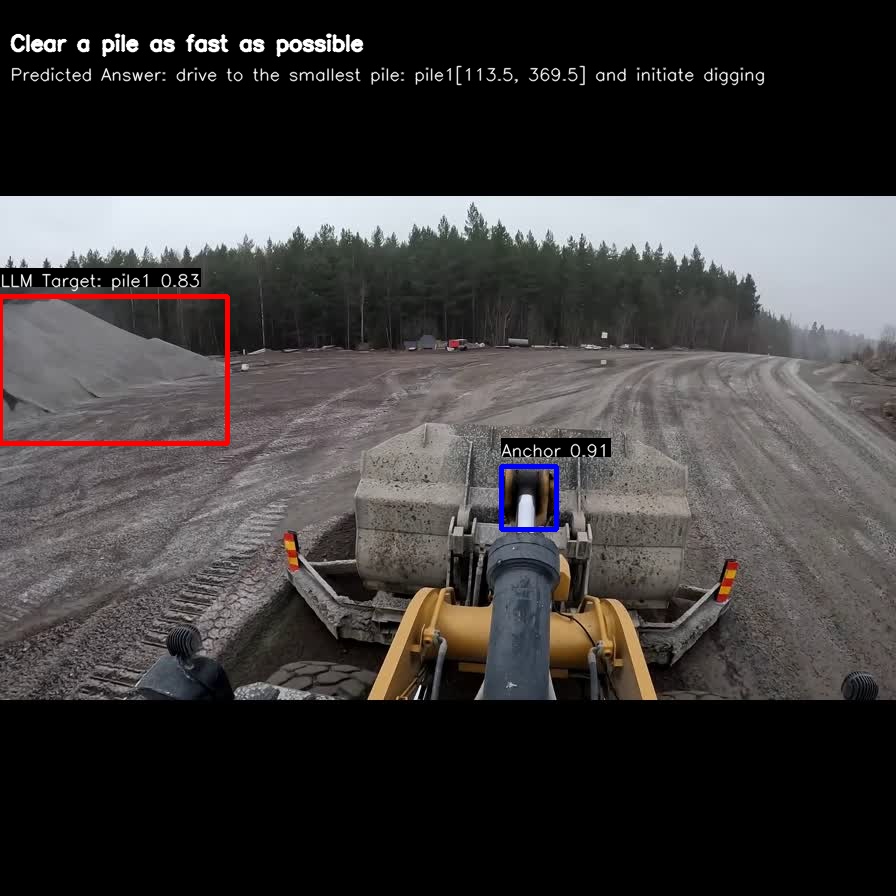 Clear a pile as fast as possible
Predicted Answer: drive to the smallest pile: pile1[113.5, 369.5] and initiate digging
LLM Target: pile1 0.83
Anchor 0.91